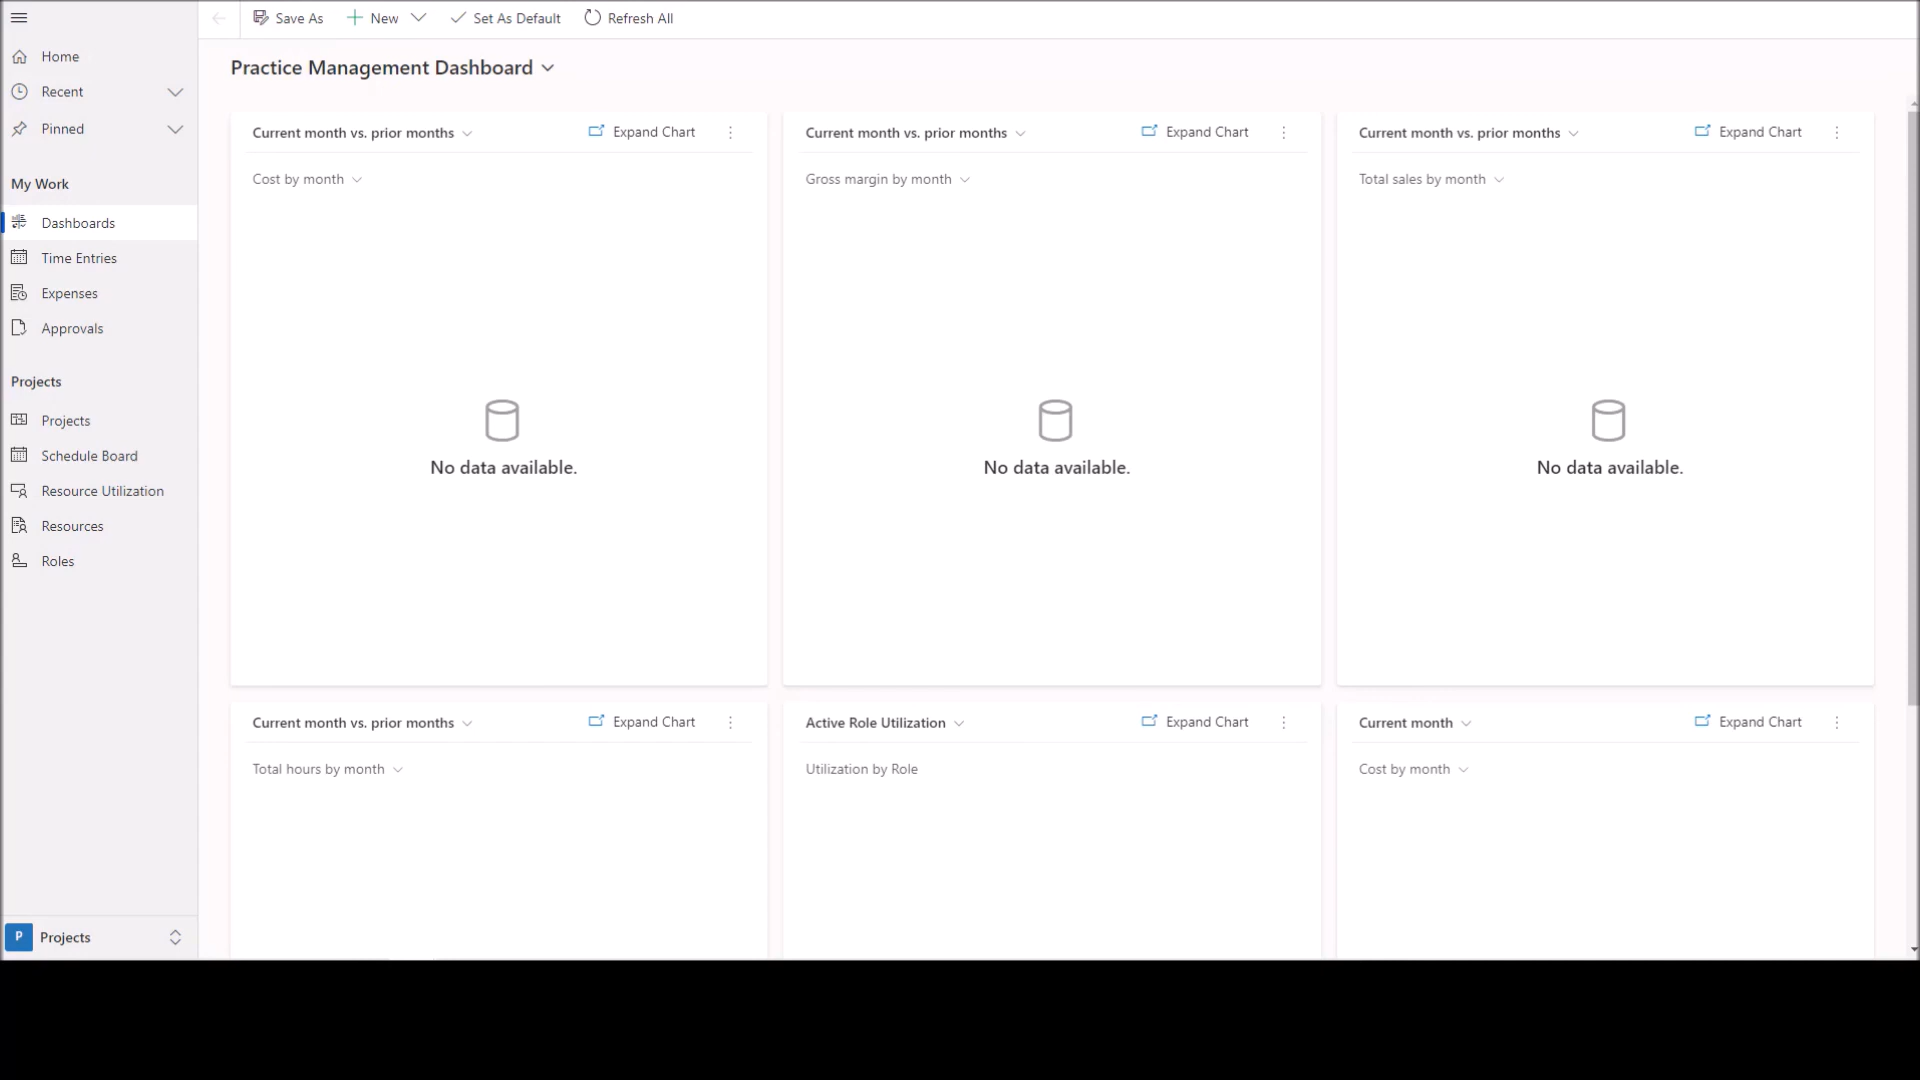 Save As
New
Set As Default
Refresh All
Home
Recent
Pinned
My Work
Dashboards
Time Entries
Expenses
Approvals
Projects
Projects
Schedule Board
Resource Utilization
Resources
Roles
P Projects
Practice Management Dashboard
Current month vs. prior months
Expand Chart
Cost by month
No data available.
Current month vs. prior months
Expand Chart
Gross margin by month
No data available.
Current month vs. prior months
Expand Chart
Total sales by month
No data available.
Current month vs. prior months
Expand Chart
Total hours by month
Active Role Utilization
Expand Chart
Utilization by Role
Current month
Expand Chart
Cost by month